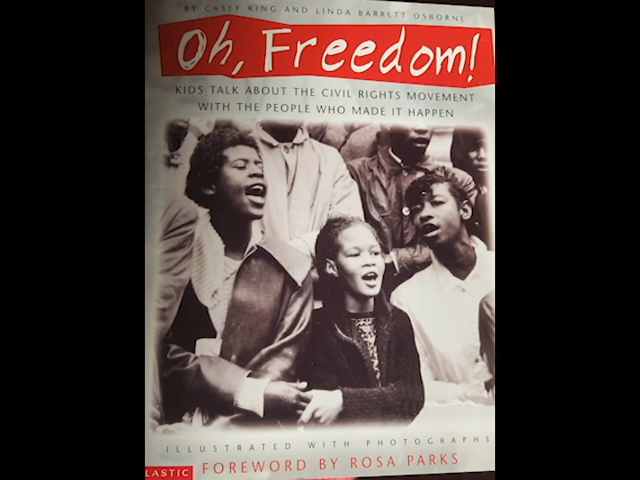 BY CASEY KING AND LINDA BARRETT OSBORNE
Oh, Freedom!
KIDS TALK ABOUT THE CIVIL RIGHTS MOVEMENT
WITH THE PEOPLE WHO MADE IT HAPPEN
ILLUSTRATED WITH PHOTOGRAPHS
LASTIC FOREWORD BY ROSA PARKS